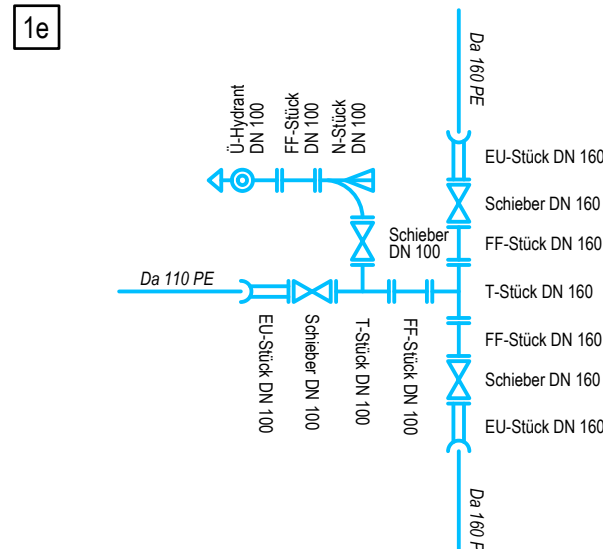 1e
Da 160 PE
Ü-Hydrant
DN 100
FF-Stück
DN 100
N-Stück
DN 100
EU-Stück DN 160
Schieber DN 160
FF-Stück DN 160
Schieber
DN 100
Da 110 PE
T-Stück DN 160
EU-Stück DN 100
Schieber DN 100
T-Stück DN 100
FF-Stück DN 100
FF-Stück DN 160
Schieber DN 160
EU-Stück DN 160
Da 160 P